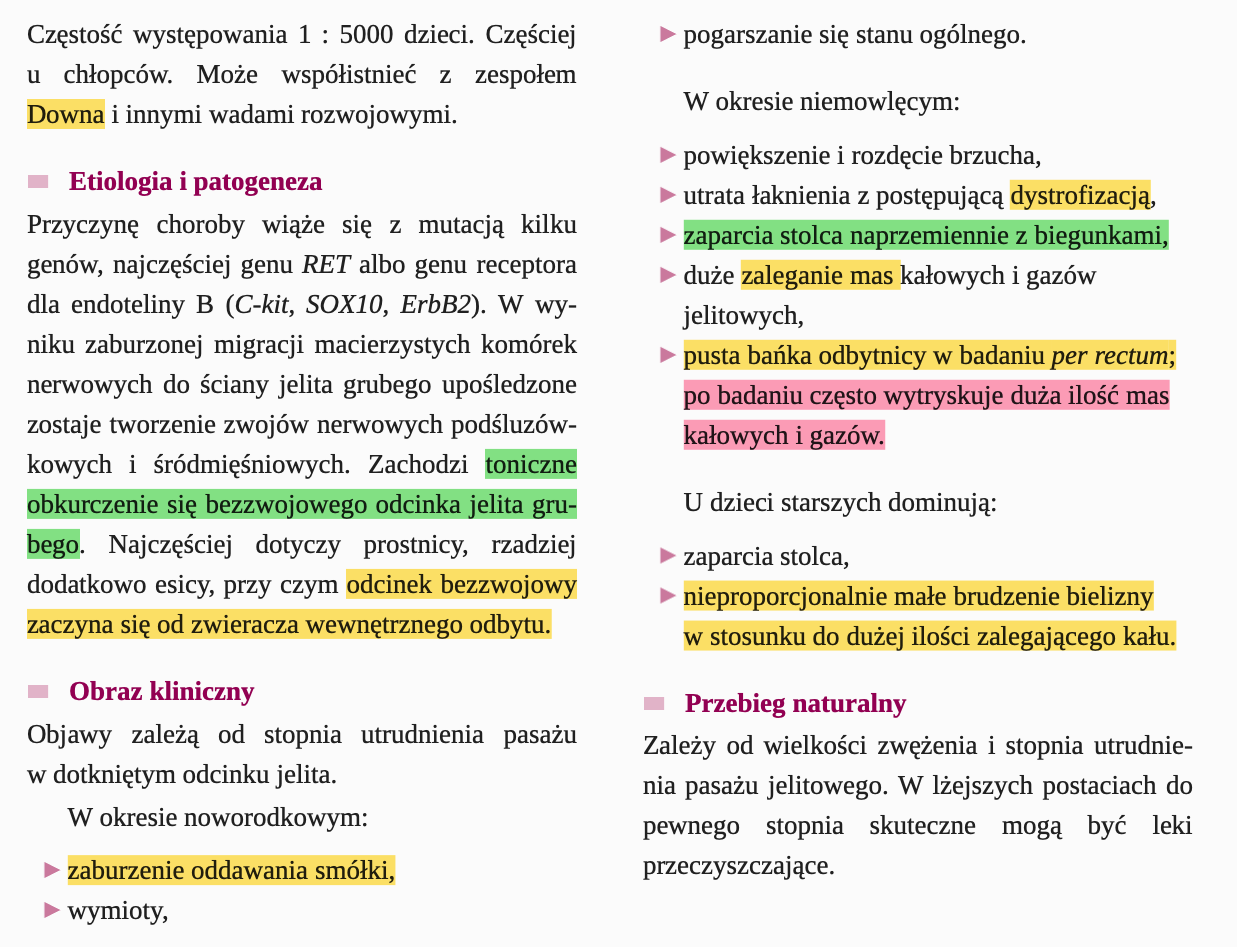 Częstość występowania 1 : 5000 dzieci. Częściej
u chłopców. Może współistnieć z zespołem
Downa i innymi wadami rozwojowymi.
Etiologia i patogeneza
Przyczynę choroby wiąże się z mutacją kilku
genów, najczęściej genu RET albo genu receptora
dla endoteliny B (C-kit, SOX10, ErbB2). W wy-
niku zaburzonej migracji macierzystych komórek
nerwowych do ściany jelita grubego upośledzone
zostaje tworzenie zwojów nerwowych podśluzów-
kowych i śródmięśniowych. Zachodzi toniczne
obkurczenie się bezzwojowego odcinka jelita gru-
bego. Najczęściej dotyczy prostnicy, rzadziej
dodatkowo esicy, przy czym odcinek bezzwojowy
zaczyna się od zwieracza wewnętrznego odbytu.
Obraz kliniczny
Objawy zależą od stopnia utrudnienia pasażu
w dotkniętym odcinku jelita.
W okresie noworodkowym:
zaburzenie oddawania smółki,
wymioty,
pogarszanie się stanu ogólnego.
W okresie niemowlęcym:
powiększenie i rozdęcie brzucha,
utrata łaknienia z postępującą dystrofizacją,
zaparcia stolca naprzemiennie z biegunkami,
duże zaleganie mas kałowych i gazów
jelitowych,
pusta bańka odbytnicy w badaniu per rectum;
po badaniu często wytryskuje duża ilość mas
kałowych i gazów.
U dzieci starszych dominują:
zaparcia stolca,
nieproporcjonalnie małe brudzenie bielizny
w stosunku do dużej ilości zalegającego kału.
Przebieg naturalny
Zależy od wielkości zwężenia i stopnia utrudnie-
nia pasażu jelitowego. W lżejszych postaciach do
pewnego stopnia skuteczne mogą być leki
przeczyszczające.